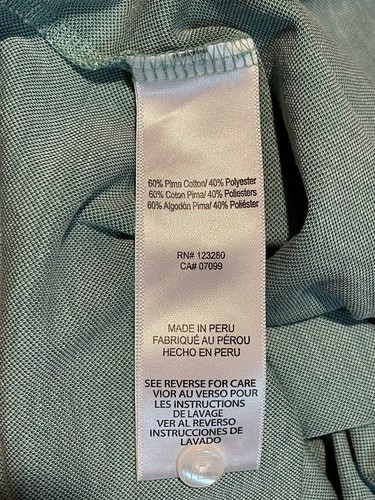 60% Pima Cotton/ 40% Polyester
60% Coton Pima/ 40% Poliesters
60% Algodón Pima/ 40% Poliéster
RN# 123280
CA# 07099
MADE IN PERU
FABRIQUÉ AU PÉROU
HECHO EN PERU
SEE REVERSE FOR CARE
VIOR AU VERSO POUR
LES INSTRUCTIONS
DE LAVAGE
VER AL REVERSO
INSTRUCCIONES DE
LAVADO